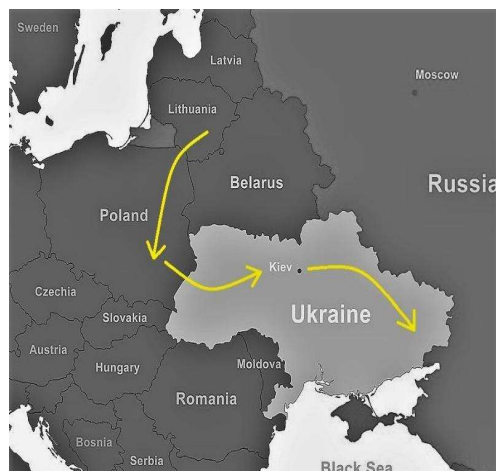 Sweden
Latvia
Moscow
Lithuania
Belarus
Russia
Poland
Kiev
Czechia
Ukraine
Slovakia
Austria
Hungary
Moldova
Romania
Bosnia
Serbia
Black Sea